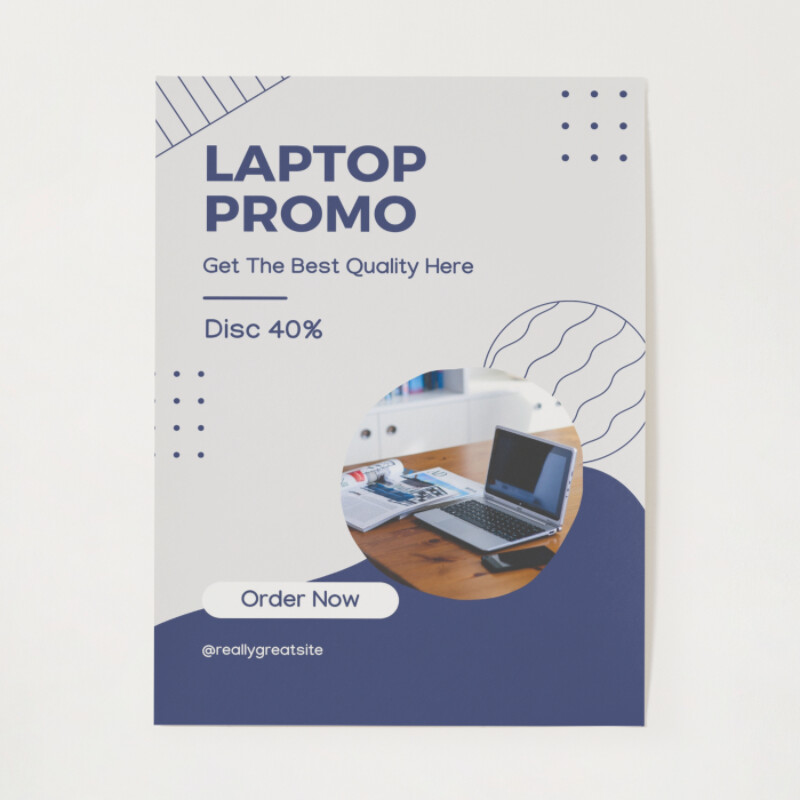 LAPTOP
PROMO
Get The Best Quality Here
Disc 40%
Order Now
@reallygreatsite